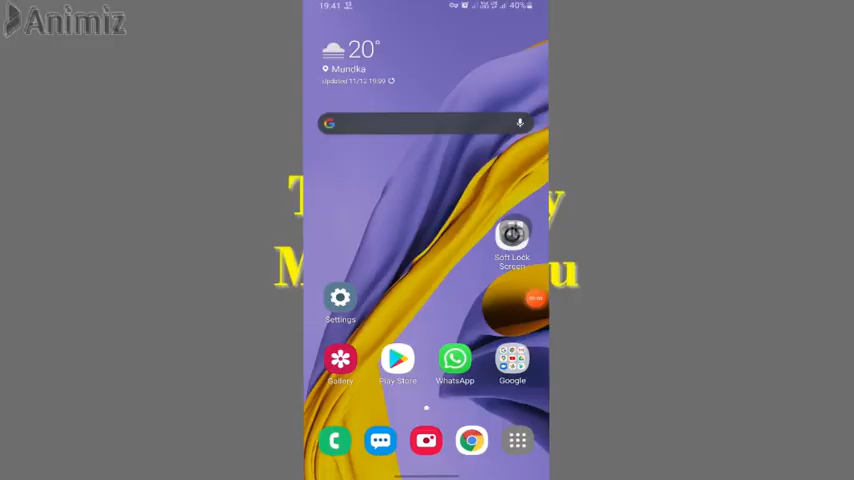 Animiz
19:41
40%
20°
Mundka
Updated 11/12 19:39
Soft Lock
Screen
Settings
Gallery
Play Store
WhatsApp
Google